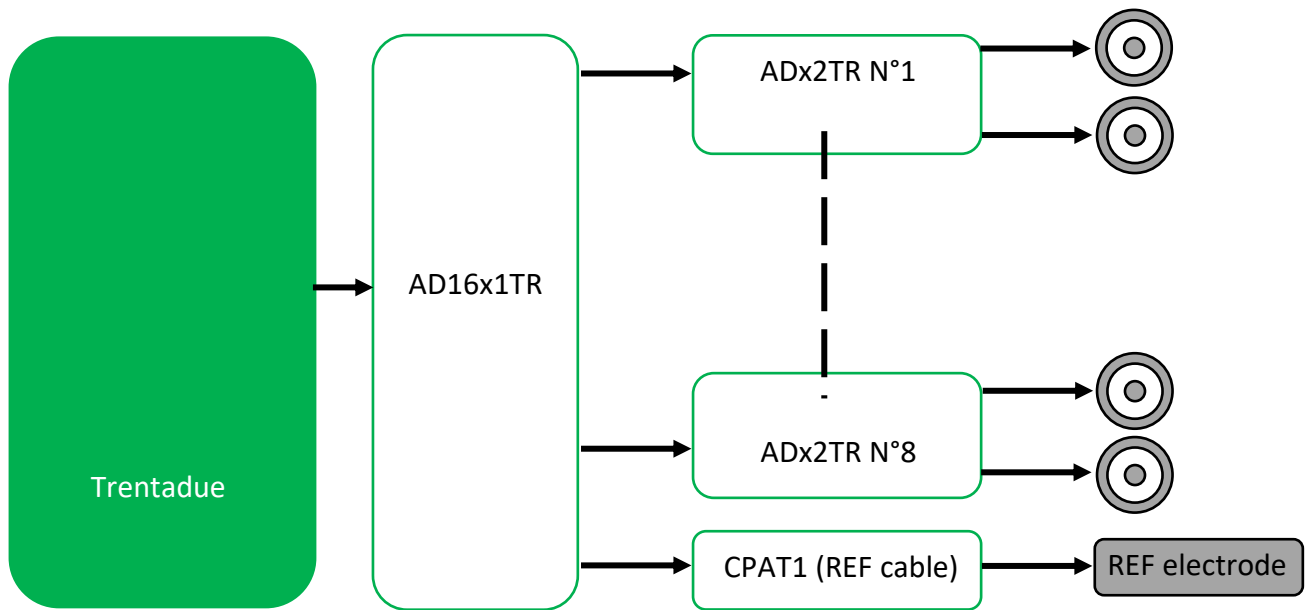 Trentadue
AD16x1TR
ADx2TR N°1
ADx2TR N°8
CPAT1 (REF cable)
REF electrode